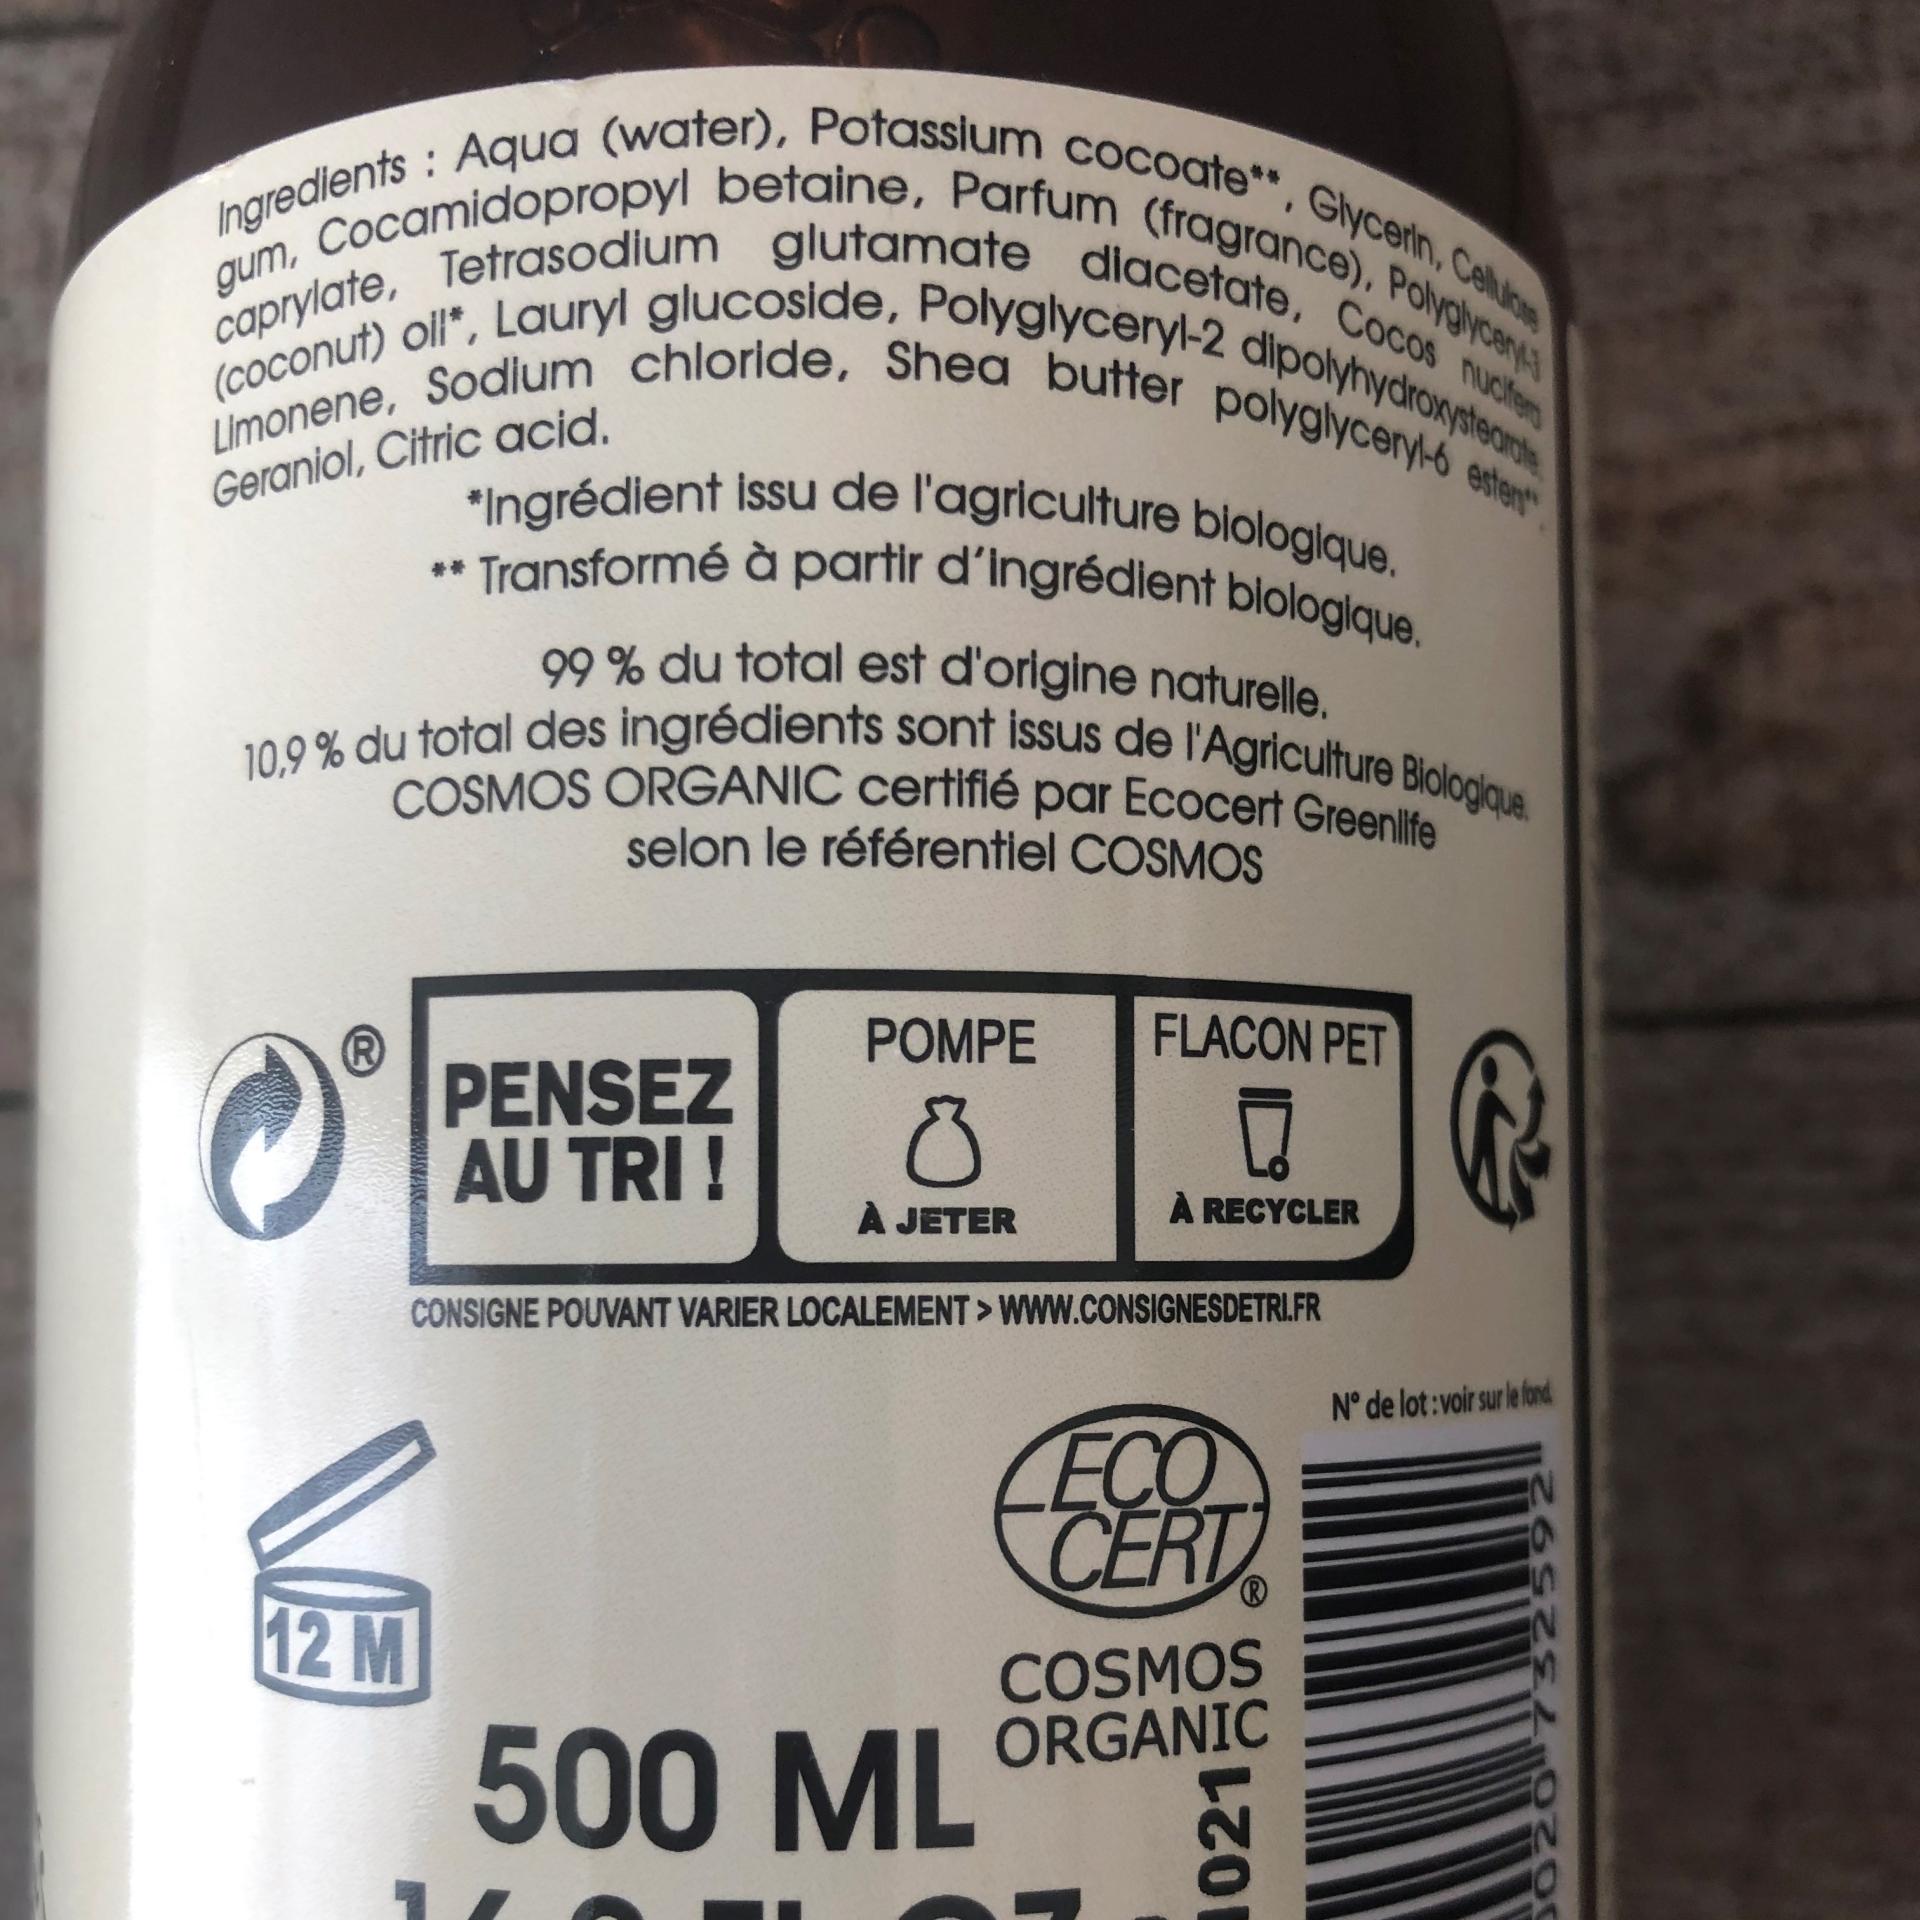 Ingredients : Aqua (water), Potassium cocoate**, Glycerin, Cellulose
gum, Cocamidopropyl betaine, Parfum (fragrance), Polyglyceryl-3
caprylate, Tetrasodium glutamate diacetate, Cocos nucifera
(coconut) oil*, Lauryl glucoside, Polyglyceryl-2 dipolyhydroxystearate,
Limonene, Sodium chloride, Shea butter polyglyceryl-6 esters**,
Geraniol, Citric acid.
*Ingrédient issu de l'agriculture biologique.
** Transformé à partir d'ingrédient biologique.
99 % du total est d'origine naturelle.
10,9 % du total des ingrédients sont issus de l'Agriculture Biologique.
COSMOS ORGANIC certifié par Ecocert Greenlife
selon le référentiel COSMOS
®
PENSEZ
AU TRI !
POMPE
À JETER
FLACON PET
À RECYCLER
CONSIGNE POUVANT VARIER LOCALEMENT > WWW.CONSIGNESDETRI.FR
N° de lot : voir sur le fond.
ECO
CERT
®
COSMOS
ORGANIC
12 M
500 ML
021
0020 732592